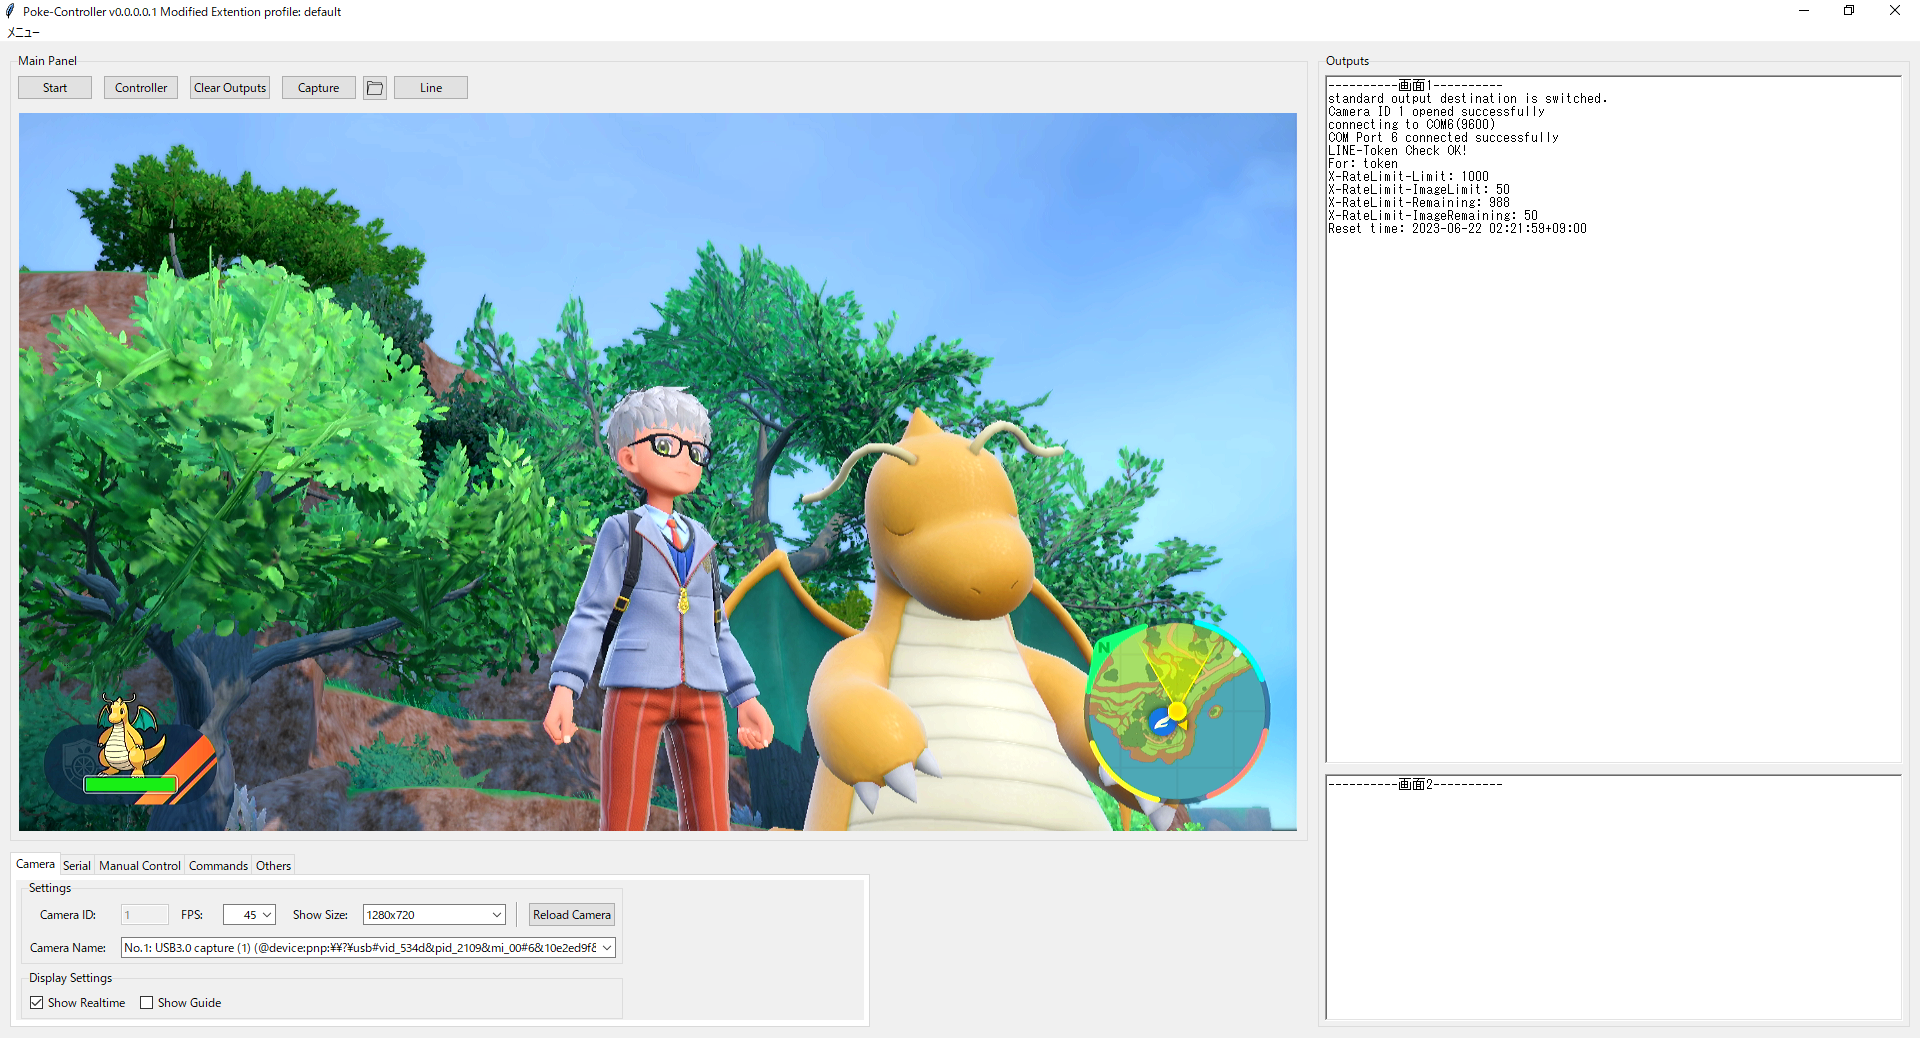 Poke-Controller v0.0.0.0.1 Modified Extention profile: default
メニュー
Main Panel
Start
Controller
Clear Outputs
Capture
Line
N
Outputs
----------画面1----------
standard output destination is switched.
Camera ID 1 opened successfully
connecting to COM6(9600)
COM Port 6 connected successfully
LINE-Token Check OK!
For: token
X-RateLimit-Limit: 1000
X-RateLimit-ImageLimit: 50
X-RateLimit-Remaining: 988
X-RateLimit-ImageRemaining: 50
Reset time: 2023-06-22 02:21:59+09:00
----------画面2----------
Camera
Serial
Manual Control
Commands
Others
Settings
Camera ID: 1 FPS: 45 Show Size: 1280x720 Reload Camera
Camera Name: No.1: USB3.0 capture (1) (@device:pnp:¥¥?¥usb#vid_534d&pid_2109&mi_00#6&10e2ed9f&
Display Settings
Show Realtime Show Guide